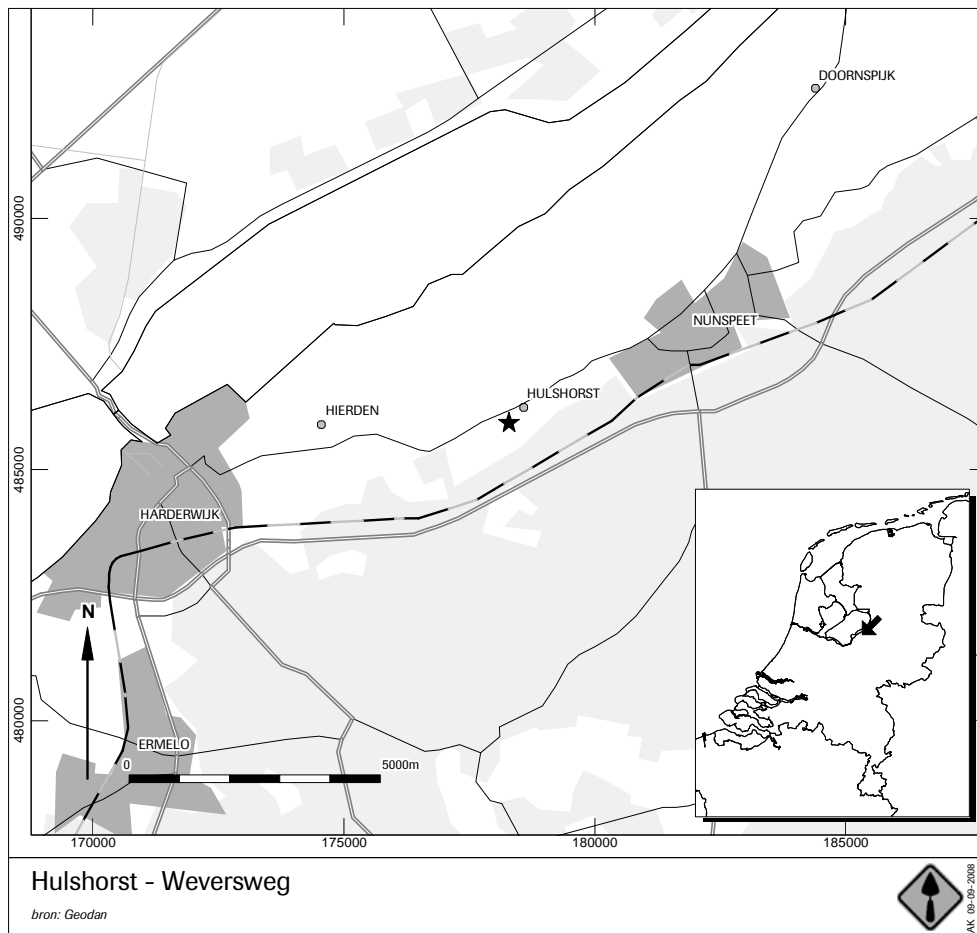 DOORNSPIJK
490000
NUNSPEET
HULSHORST
HIERDEN
485000
HARDERWIJK
N
480000
ERMELO
0
5000m
170000
175000
180000
185000
Hulshorst - Weversweg
bron: Geodan
AK 09-09-2008